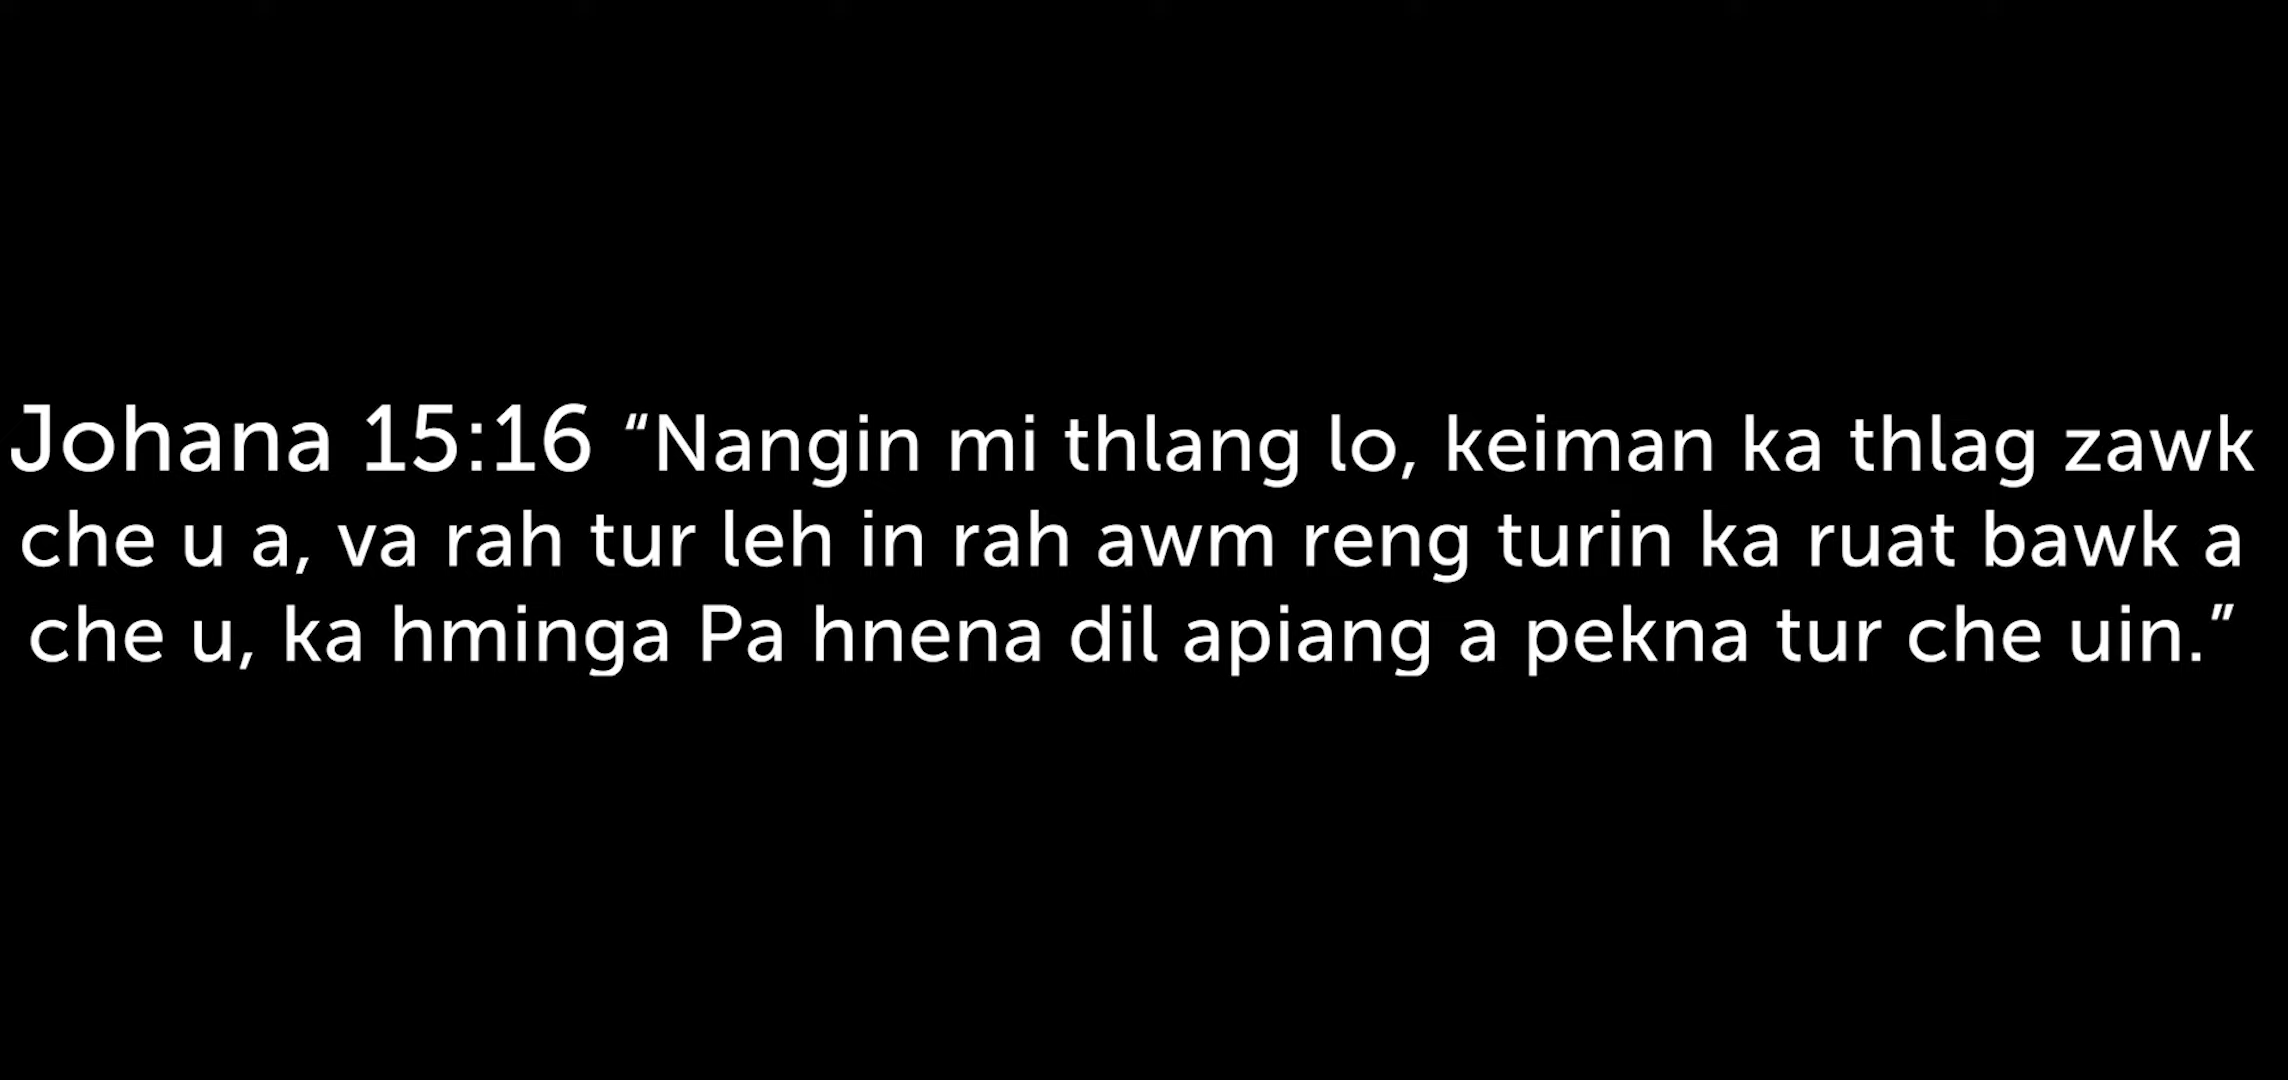 Johana 15:16 “Nangin mi thlang lo, keiman ka thlag zawk
che u a, va rah tur leh in rah awm reng turin ka ruat bawk a
che u, ka hminga Pa hnena dil apiang a pekna tur che uin.”